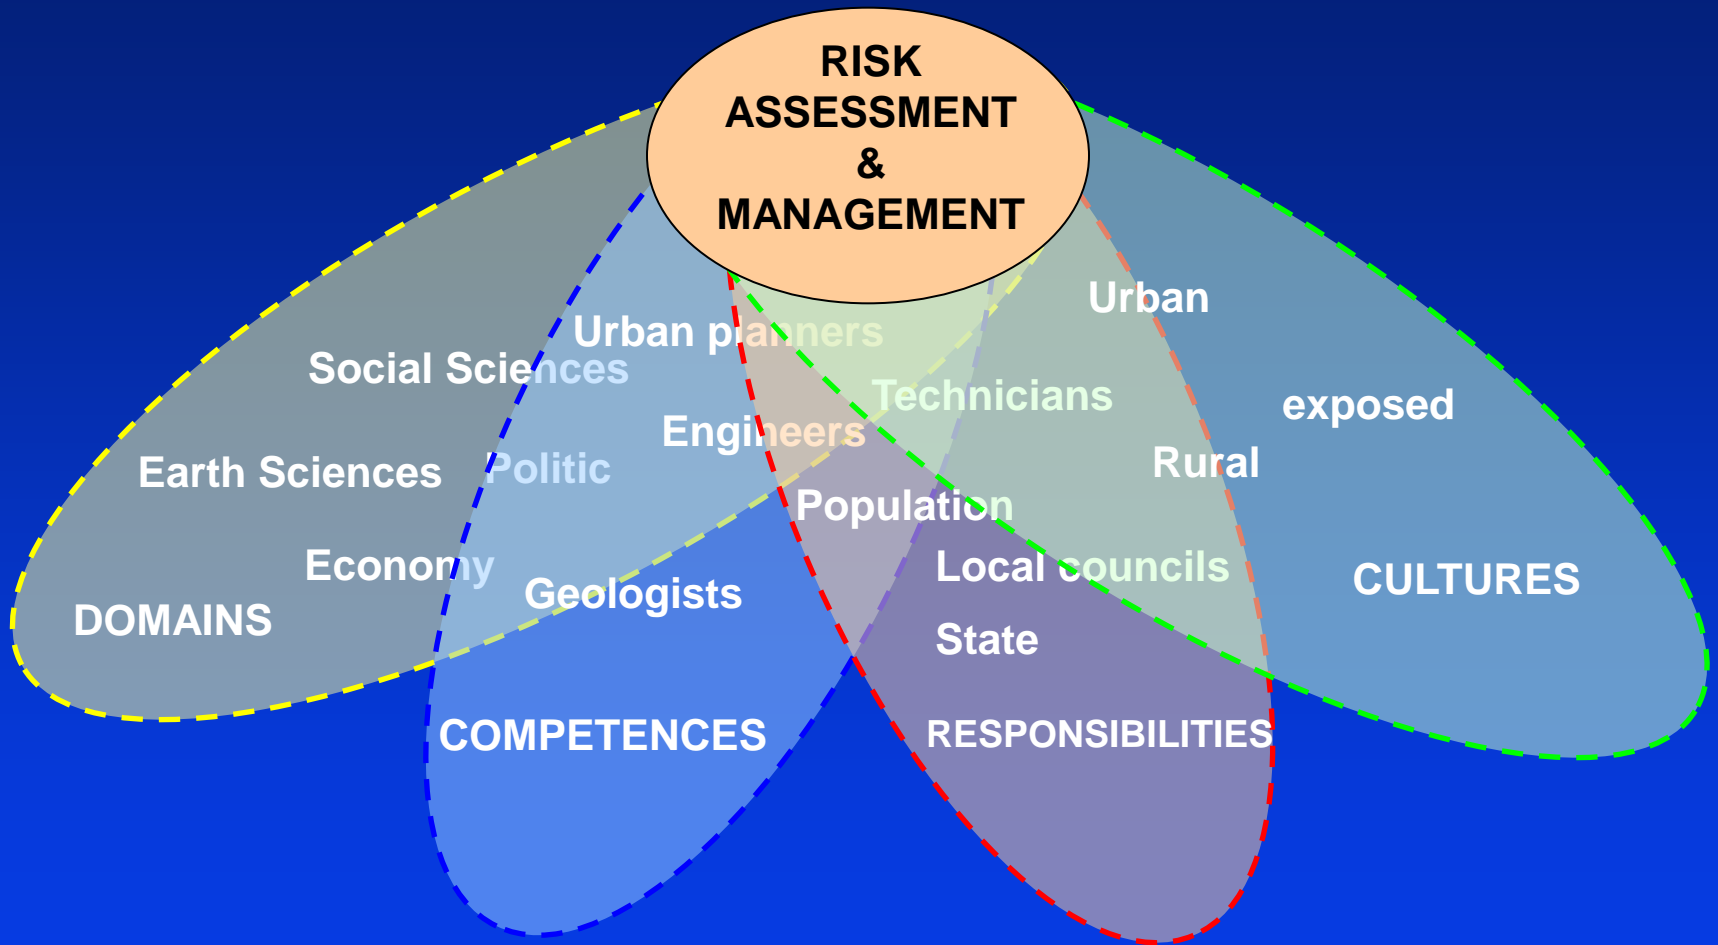 RISK
ASSESSMENT
&
MANAGEMENT
Urban
Urban planners
Social Sciences
Technicians
exposed
Engineers
Earth Sciences
Politic
Rural
Population
Economy
Local councils
Geologists
CULTURES
DOMAINS
State
COMPETENCES
RESPONSIBILITIES